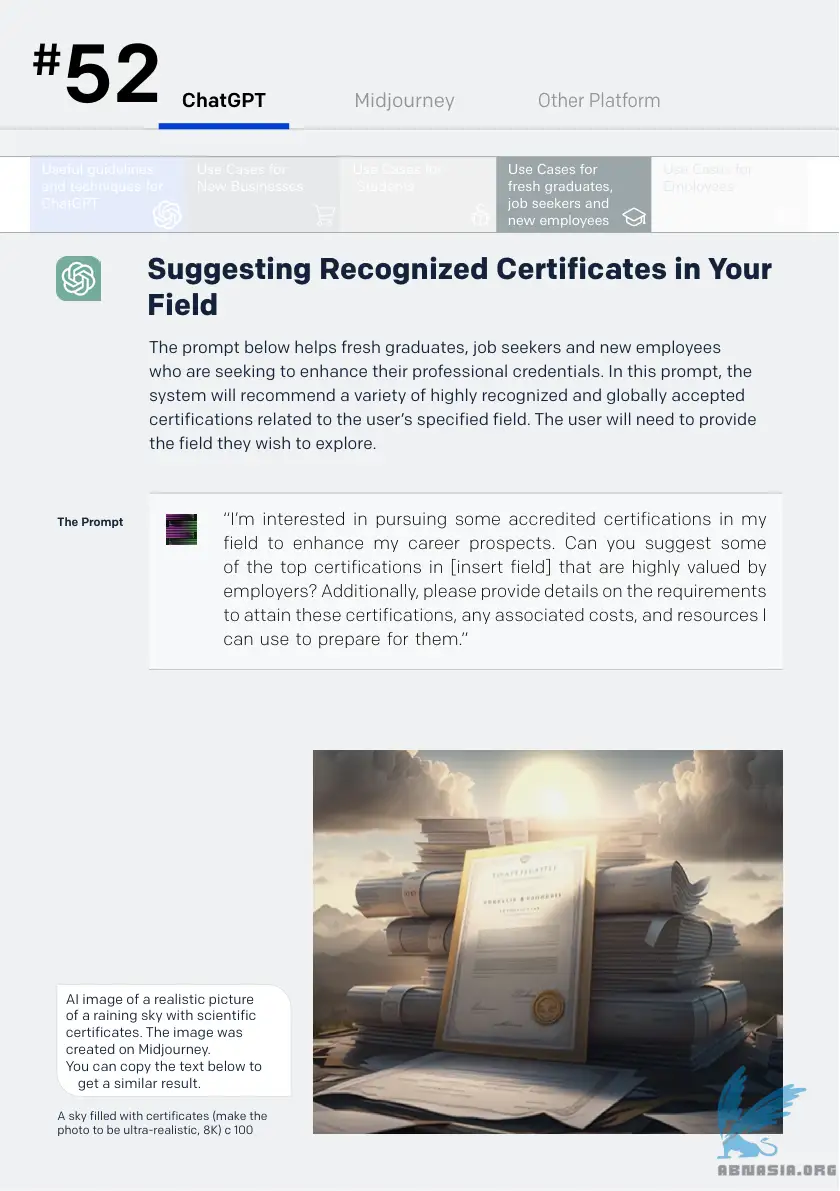 #52
ChatGPT
Midjourney
Other Platform
Useful guidelines
and techniques for
ChatGPT
Use Cases for
New Businesses
Use Cases for
Students
Use Cases for
fresh graduates,
job seekers and
new employees
Use Cases for
Employees
Suggesting Recognized Certificates in Your
Field
The prompt below helps fresh graduates, job seekers and new employees
who are seeking to enhance their professional credentials. In this prompt, the
system will recommend a variety of highly recognized and globally accepted
certifications related to the user’s specified field. The user will need to provide
the field they wish to explore.
The Prompt
“I’m interested in pursuing some accredited certifications in my
field to enhance my career prospects. Can you suggest some
of the top certifications in [insert field] that are highly valued by
employers? Additionally, please provide details on the requirements
to attain these certifications, any associated costs, and resources I
can use to prepare for them.“
AI image of a realistic picture
of a raining sky with scientific
certificates. The image was
created on Midjourney.
You can copy the text below to
get a similar result.
A sky filled with certificates (make the
photo to be ultra-realistic, 8K) c 100
ABNASIA.ORG